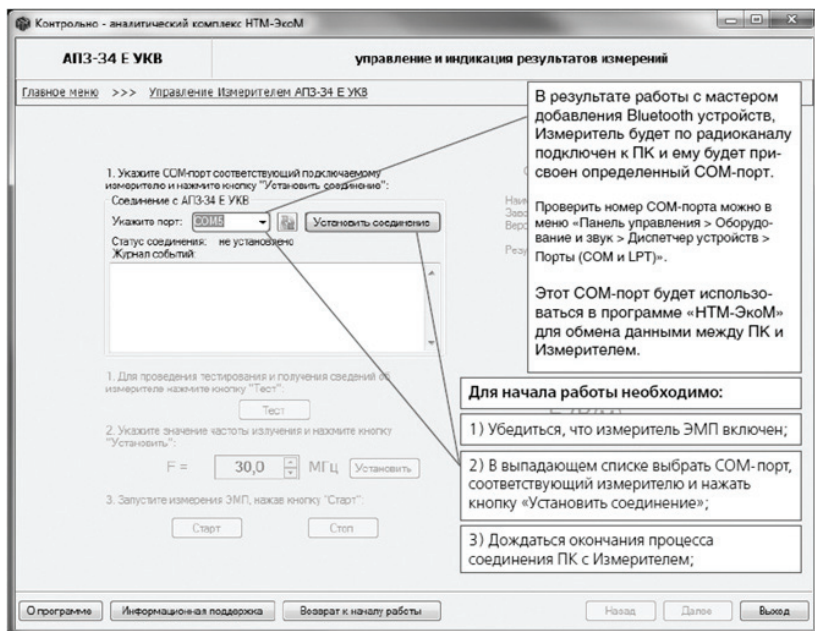 Контрольно - аналитический комплекс НТМ-ЭкоМ
АПЗ-34 Е УКВ
управление и индикация результатов измерений
Главное меню >>> Управление Измерителем АПЗ-34 Е УКВ
1. Укажите COM-порт соответствующий подключаемому
измерителю и нажмите кнопку "Установить соединение":
Соединение с АПЗ-34 Е УКВ
Укажите порт: COM5
Установить соединение
Статус соединения: не установлено
Журнал событий:
1. Для проведения тестирования и получения сведений об
измерителе нажмите кнопку "Тест":
Тест
2. Укажите значение частоты излучения и нажмите кнопку
"Установить":
F = 30,0 МГц Установить
3. Запустите измерения ЭМП, нажав кнопку "Старт":
Старт Стоп
В результате работы с мастером
добавления Bluetooth устройств,
Измеритель будет по радиоканалу
подключен к ПК и ему будет при-
своен определенный COM-порт.
Проверить номер COM-порта можно в
меню «Панель управления > Оборудо-
вание и звук > Диспетчер устройств >
Порты (COM и LPT)».
Этот COM-порт будет использо-
ваться в программе «НТМ-ЭкоМ»
для обмена данными между ПК и
Измерителем.
Для начала работы необходимо:
1) Убедиться, что измеритель ЭМП включен;
2) В выпадающем списке выбрать COM-порт,
соответствующий измерителю и нажать
кнопку «Установить соединение»;
3) Дождаться окончания процесса
соединения ПК с Измерителем;
О программе Информационная поддержка Возврат к началу работы Назад Далее Выход